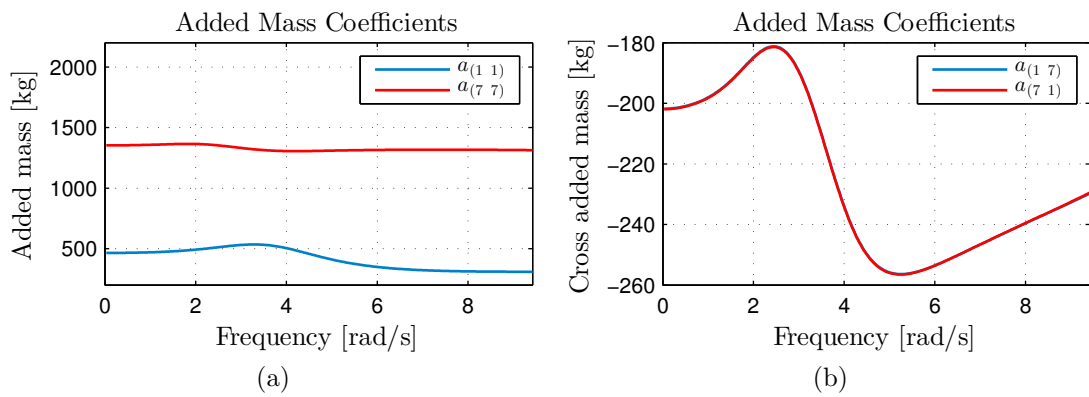 Added Mass Coefficients
Added mass [kg]
2000
1500
1000
500
a(1 1)
a(7 7)
0 2 4 6 8
Frequency [rad/s]
(a)
Added Mass Coefficients
Cross added mass [kg]
−180
−200
−220
−240
−260
a(1 7)
a(7 1)
0 2 4 6 8
Frequency [rad/s]
(b)